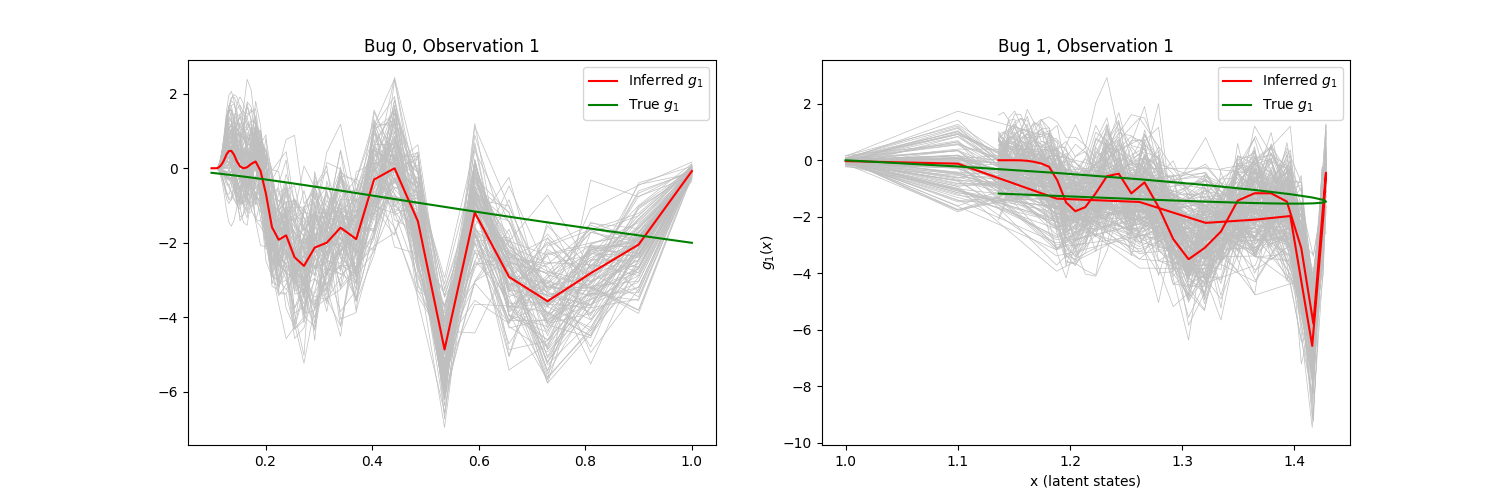 Bug 0, Observation 1
Inferred g₁
True g₁
2
0
−2
−4
−6
0.2
0.4
0.6
0.8
1.0
Bug 1, Observation 1
Inferred g₁
True g₁
g₁(x)
2
0
−2
−4
−6
−8
−10
1.0
1.1
1.2
1.3
1.4
x (latent states)